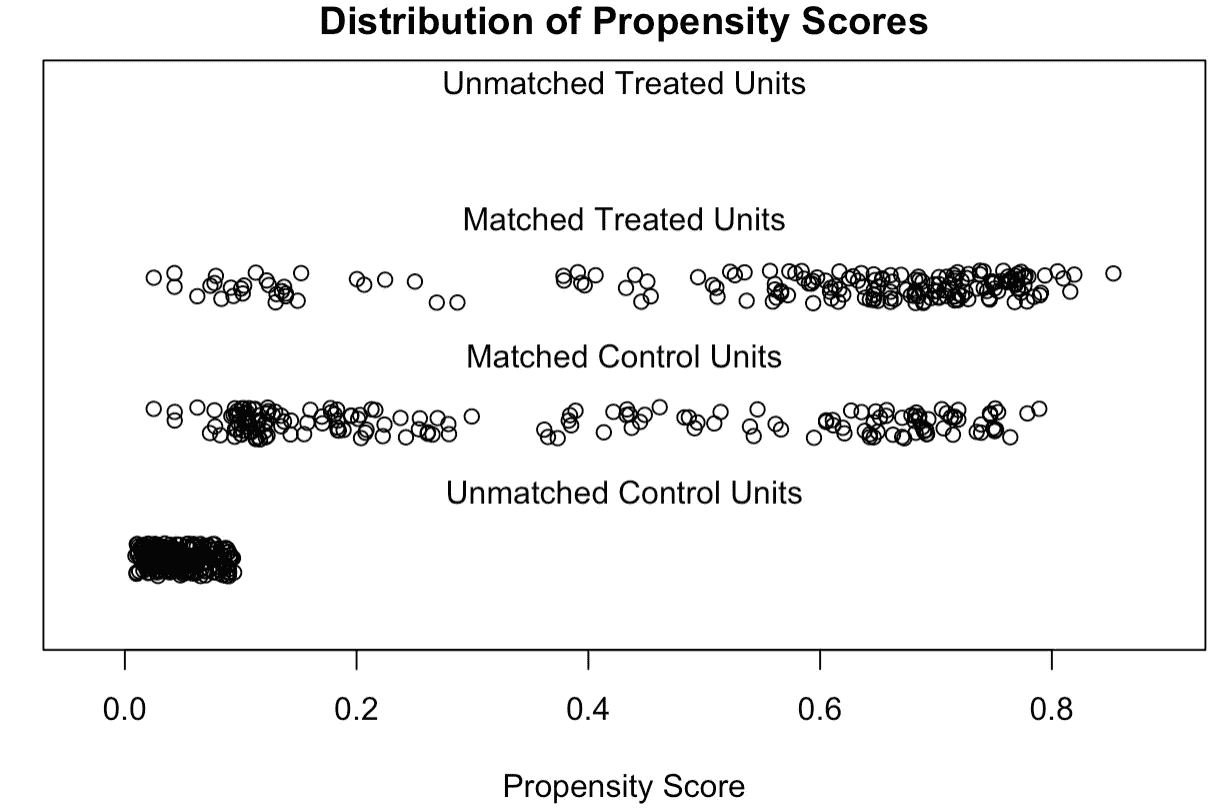 Distribution of Propensity Scores
Unmatched Treated Units
Matched Treated Units
Matched Control Units
Unmatched Control Units
0.0 0.2 0.4 0.6 0.8
Propensity Score